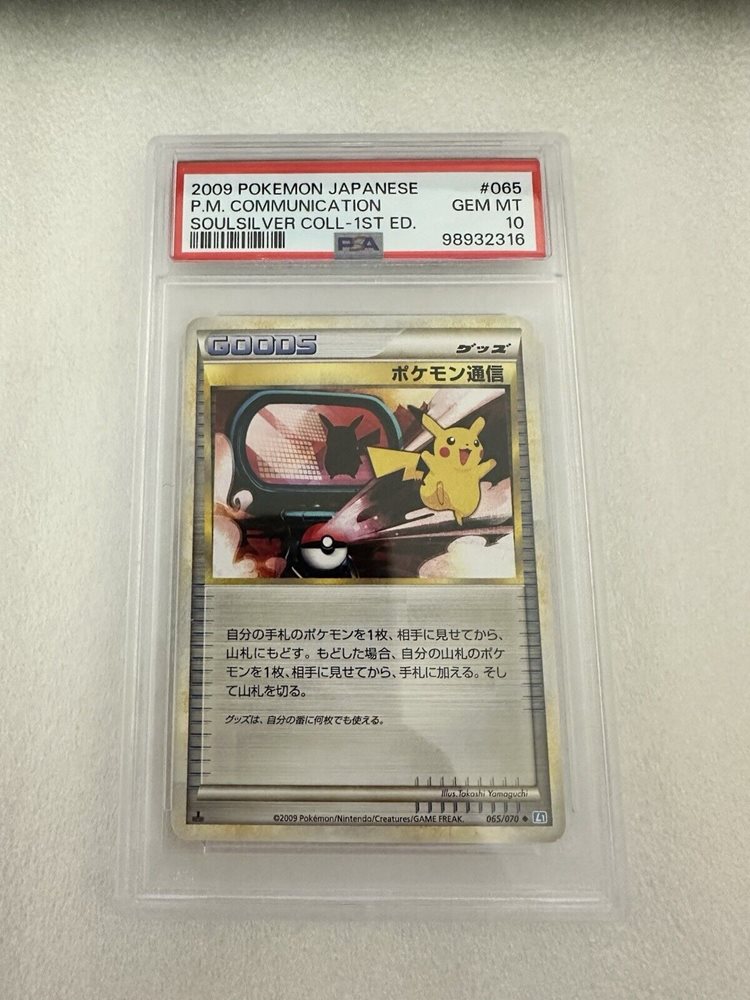 2009 POKEMON JAPANESE #065
P.M. COMMUNICATION GEM MT
SOULSILVER COLL-1ST ED. 10
PSA 98932316
GOODS グッズ
ポケモン通信
自分の手札のポケモンを1枚、相手に見せてから、
山札にもどす。もどした場合、自分の山札のポケ
モンを1枚、相手に見せてから、手札に加える。そし
て山札を切る。
グッズは、自分の番に何枚でも使える。
Illus.Takashi Yamaguchi
©2009 Pokémon/Nintendo/Creatures/GAME FREAK. 065/070 ◆ L1